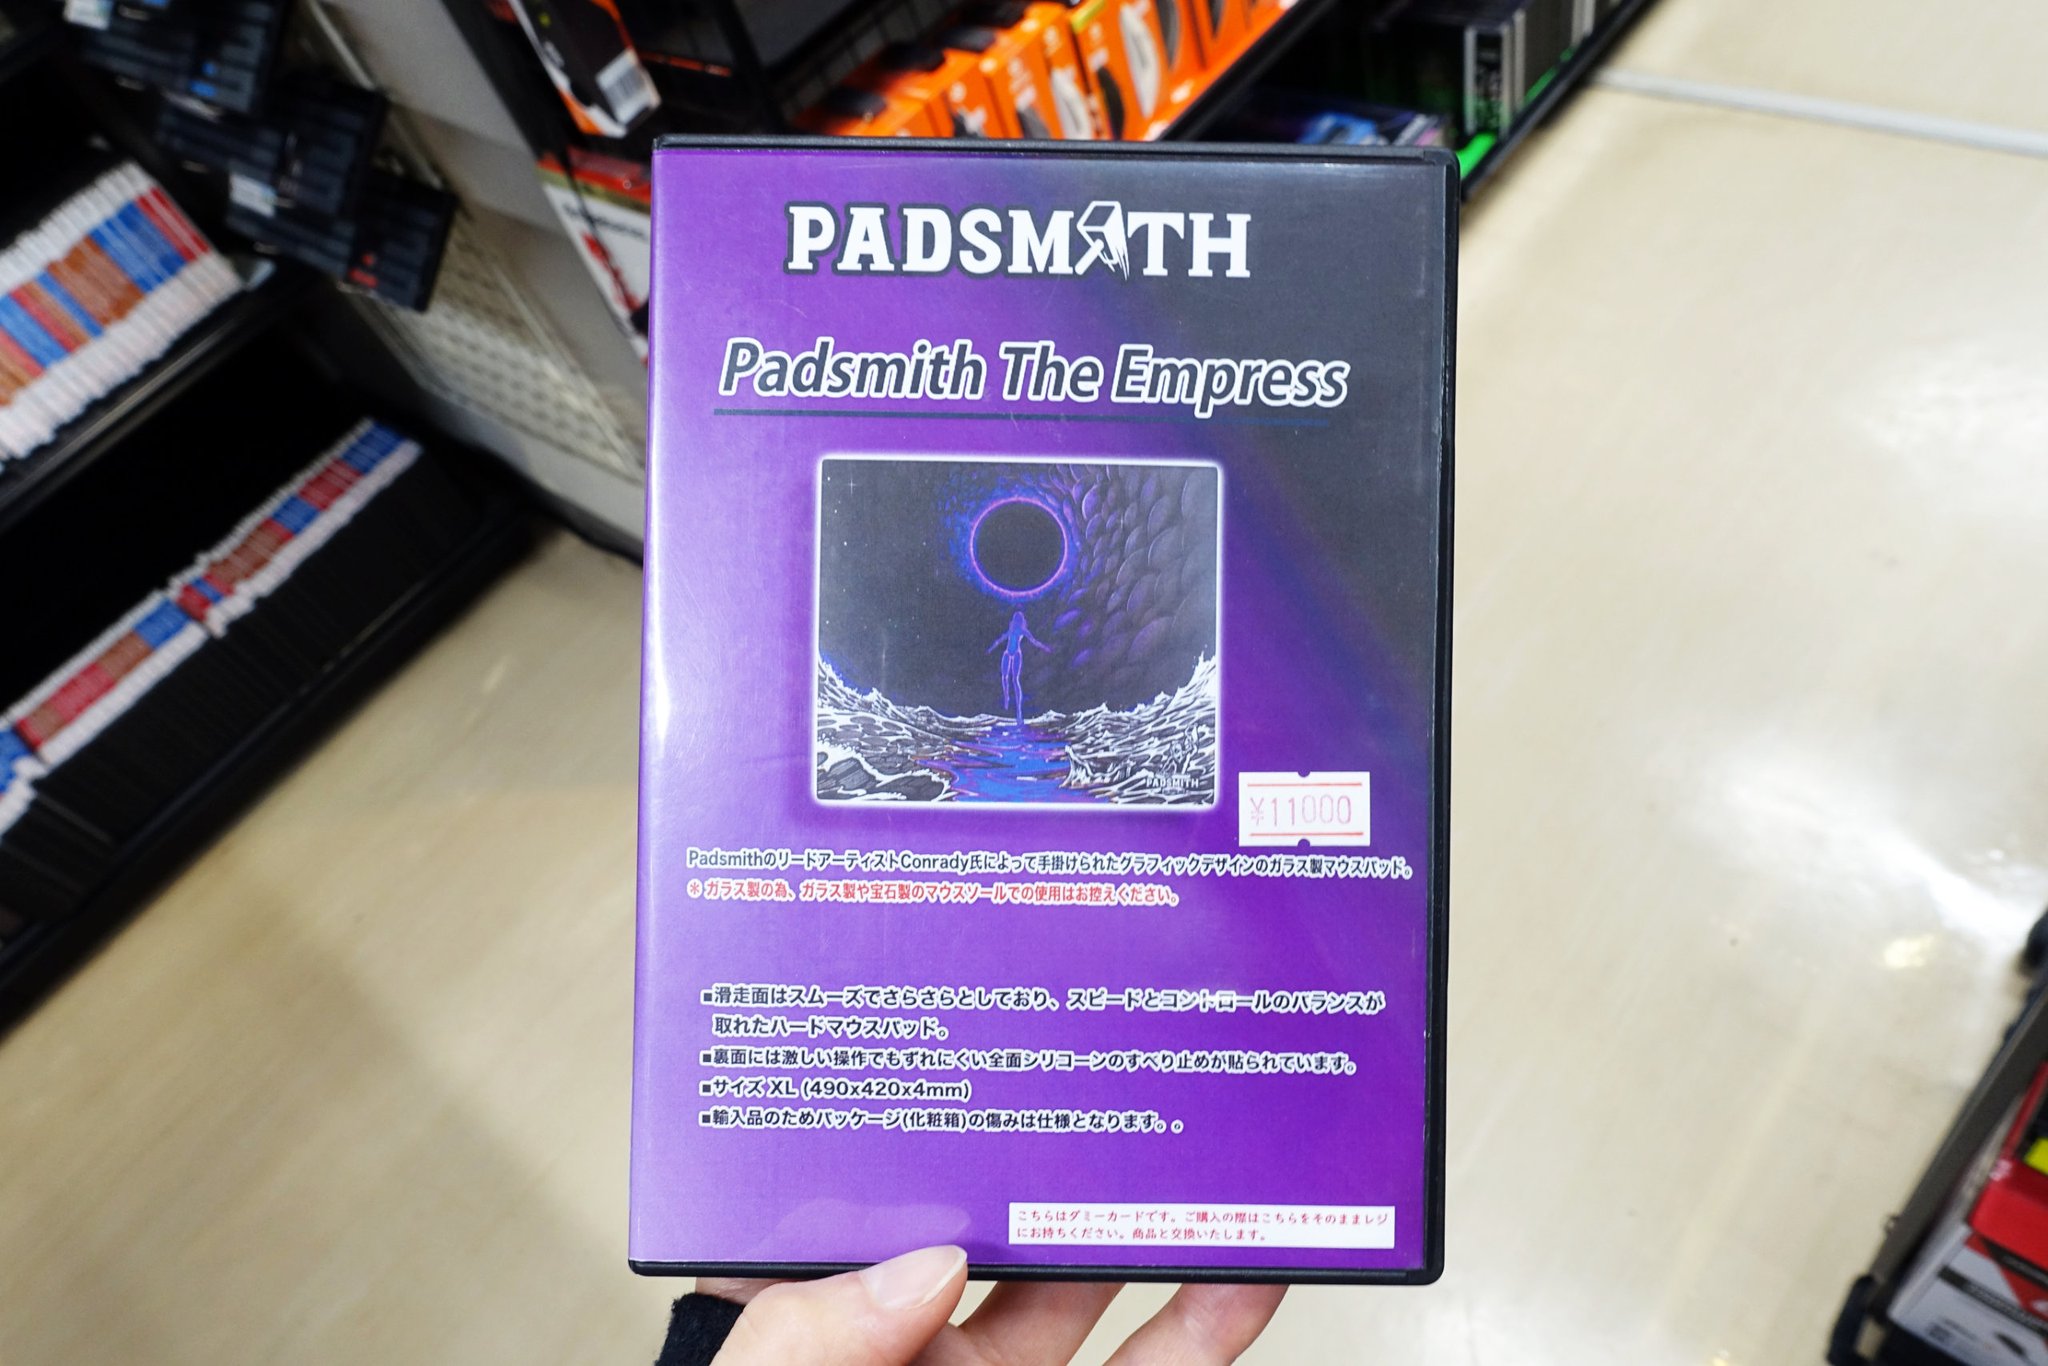 PADSMITH
Padsmith The Empress
PADSMITH
¥11000
PadsmithのリードアーティストConrady氏によって手掛けられたグラフィックデザインのガラス製マウスパッド。
＊ガラス製の為、ガラス製や宝石製のマウスソールでの使用はお控えください。
■滑走面はスムーズでさらさらとしており、スピードとコントロールのバランスが
取れたハードマウスパッド。
■裏面には激しい操作でもずれにくい全面シリコーンのすべり止めが貼られています。
■サイズ XL (490x420x4mm)
■輸入品のためパッケージ(化粧箱)の傷みは仕様となります。。
こちらはダミーカードです。ご購入の際はこちらをそのままレジ
にお持ちください。商品と交換いたします。